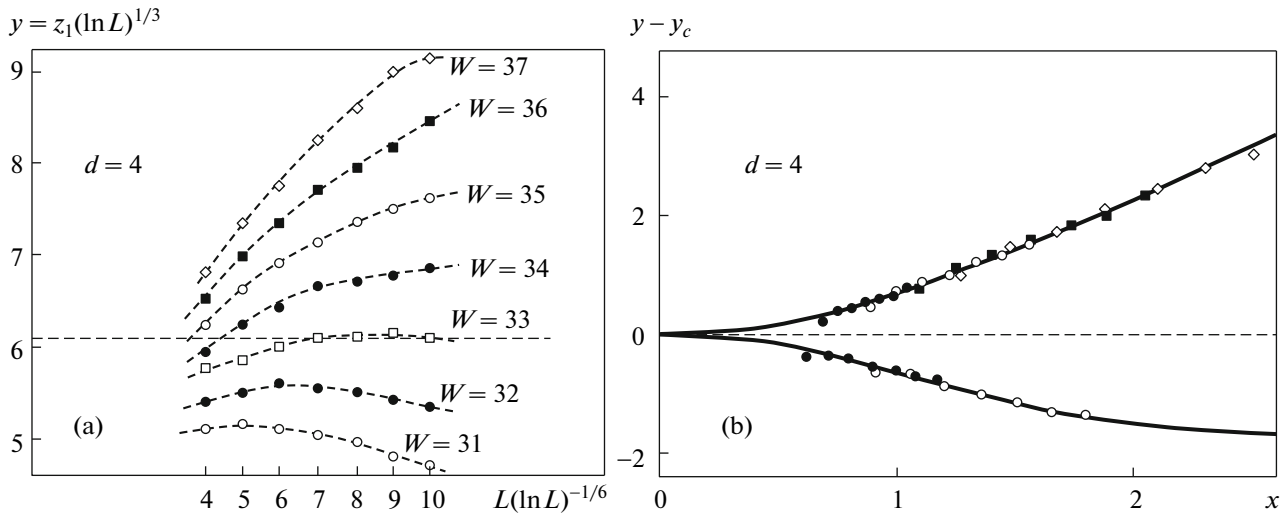 y = z₁(ln L)^{1/3}
9
8
7
6
5
d = 4
W = 37
W = 36
W = 35
W = 34
W = 33
W = 32
W = 31
(a)
4 5 6 7 8 9 10 L(ln L)^{−1/6}
y − y_c
4
2
0
−2
d = 4
(b)
0 1 2 x